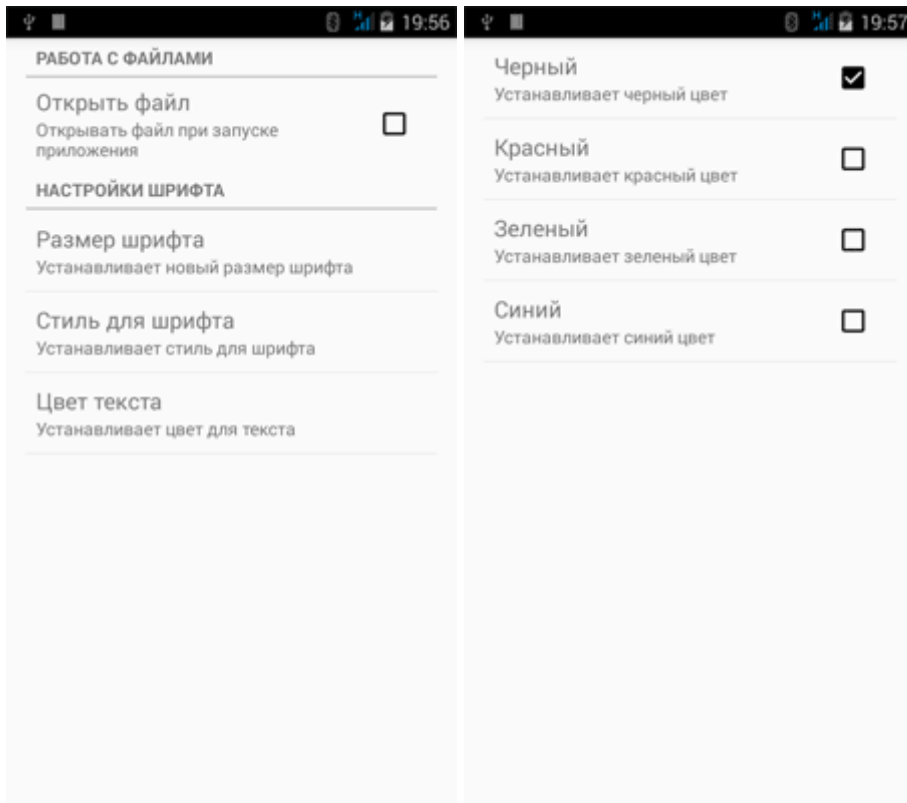 19:56
РАБОТА С ФАЙЛАМИ
Открыть файл
Открывать файл при запуске
приложения
НАСТРОЙКИ ШРИФТА
Размер шрифта
Устанавливает новый размер шрифта
Стиль для шрифта
Устанавливает стиль для шрифта
Цвет текста
Устанавливает цвет для текста
H
19:57
Черный
Устанавливает черный цвет
Красный
Устанавливает красный цвет
Зеленый
Устанавливает зеленый цвет
Синий
Устанавливает синий цвет